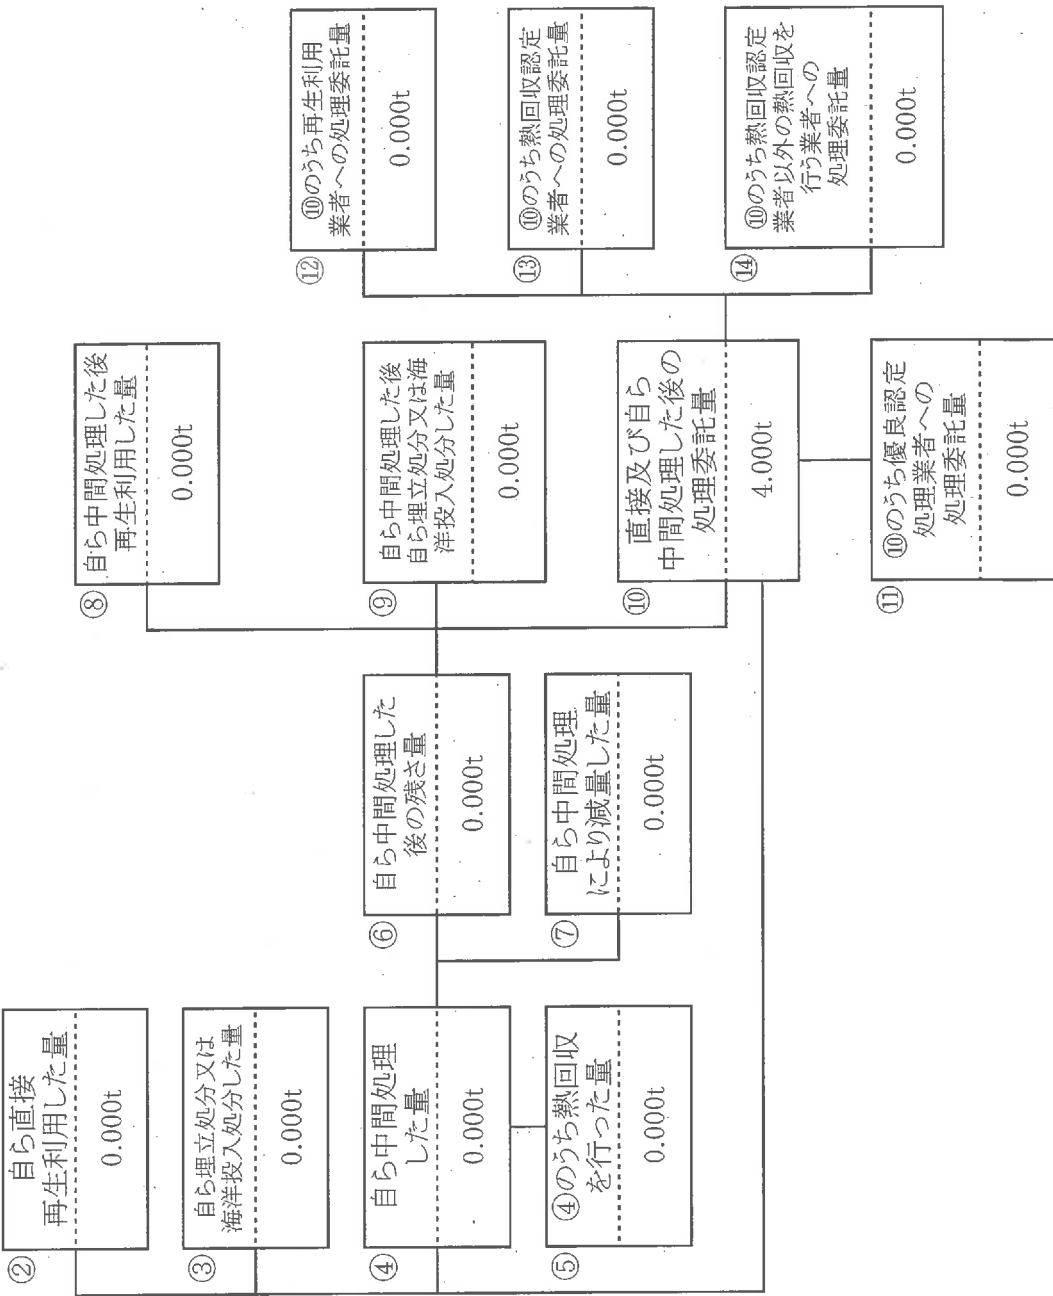 ②
自ら直接
再生利用した量
0.000t
③
自ら埋立処分又は
海洋投入処分した量
0.000t
④
自ら中間処理
した量
0.000t
⑤
④のうち熱回収
を行った量
0.000t
⑥
自ら中間処理した
後の残さ量
0.000t
⑦
自ら中間処理
により減量した量
0.000t
⑧
自ら中間処理した後
再生利用した量
0.000t
⑨
自ら中間処理した後
自ら埋立処分又は海
洋投入処分した量
0.000t
⑩
直接及び自ら
中間処理した後の
処理委託量
4.000t
⑪
⑩のうち優良認定
処理業者への
処理委託量
0.000t
⑫
⑩のうち再生利用
業者への処理委託量
0.000t
⑬
⑩のうち熱回収認定
業者への処理委託量
0.000t
⑭
⑩のうち熱回収認定
業者以外の熱回収を
行う業者への
処理委託量
0.000t